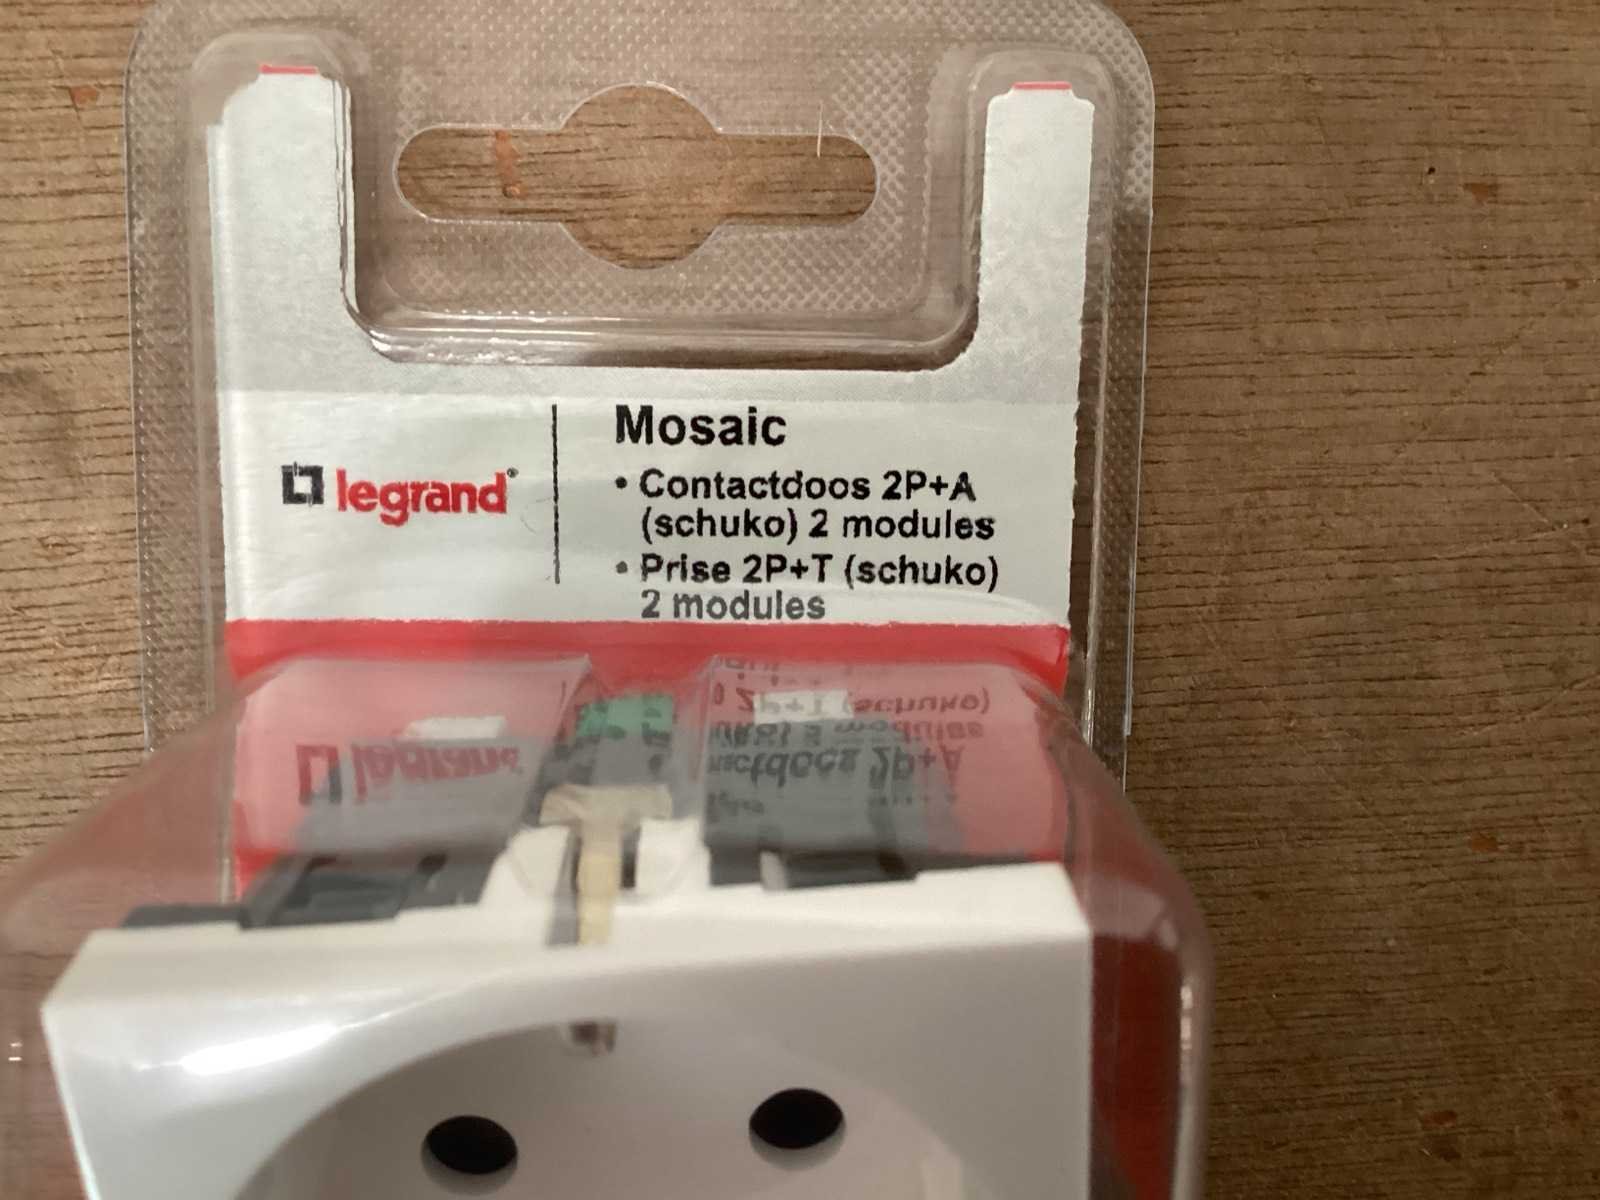 legrand®
Mosaic
• Contactdoos 2P+A
(schuko) 2 modules
• Prise 2P+T (schuko)
2 modules